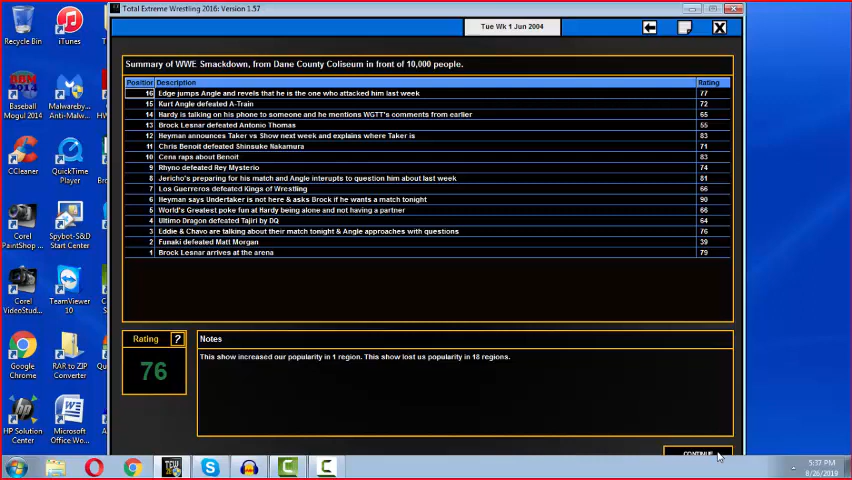 Total Extreme Wrestling 2016: Version 1.57
Recycle Bin
iTunes
Tue Wk 1 Jun 2004
Summary of WWE Smackdown, from Dane County Coliseum in front of 10,000 people.
Position Description Rating
16 Edge jumps Angle and revels that he is the one who attacked him last week 77
15 Kurt Angle defeated A-Train 72
14 Hardy is talking on his phone to someone and he mentions WGTT's comments from earlier 65
13 Brock Lesnar defeated Antonio Thomas 55
12 Heyman announces Taker vs Show next week and explains where Taker is 83
11 Chris Benoit defeated Shinsuke Nakamura 71
10 Cena raps about Benoit 83
9 Rhyno defeated Rey Mysterio 74
8 Jericho's preparing for his match and Angle interupts to question him about last week 81
7 Los Guerreros defeated Kings of Wrestling 66
6 Heyman says Undertaker is not here & asks Brock if he wants a match tonight 90
5 World's Greatest poke fun at Hardy being alone and not having a partner 66
4 Ultimo Dragon defeated Tajiri by DQ 64
3 Eddie & Chavo are talking about their match tonight & Angle approaches with questions 76
2 Funaki defeated Matt Morgan 39
1 Brock Lesnar arrives at the arena 79
Baseball Mogul 2014
Malwareby... Anti-Malw...
CCleaner
QuickTime Player
Corel PaintShop ...
Spybot-S&D Start Center
Corel VideoStud...
TeamViewer 10
Google Chrome
RAR to ZIP Converter
HP Solution Center
Microsoft Office Wo...
Rating ?
76
Notes
This show increased our popularity in 1 region. This show lost us popularity in 18 regions.
CONTINUE
5:37 PM
8/26/2019